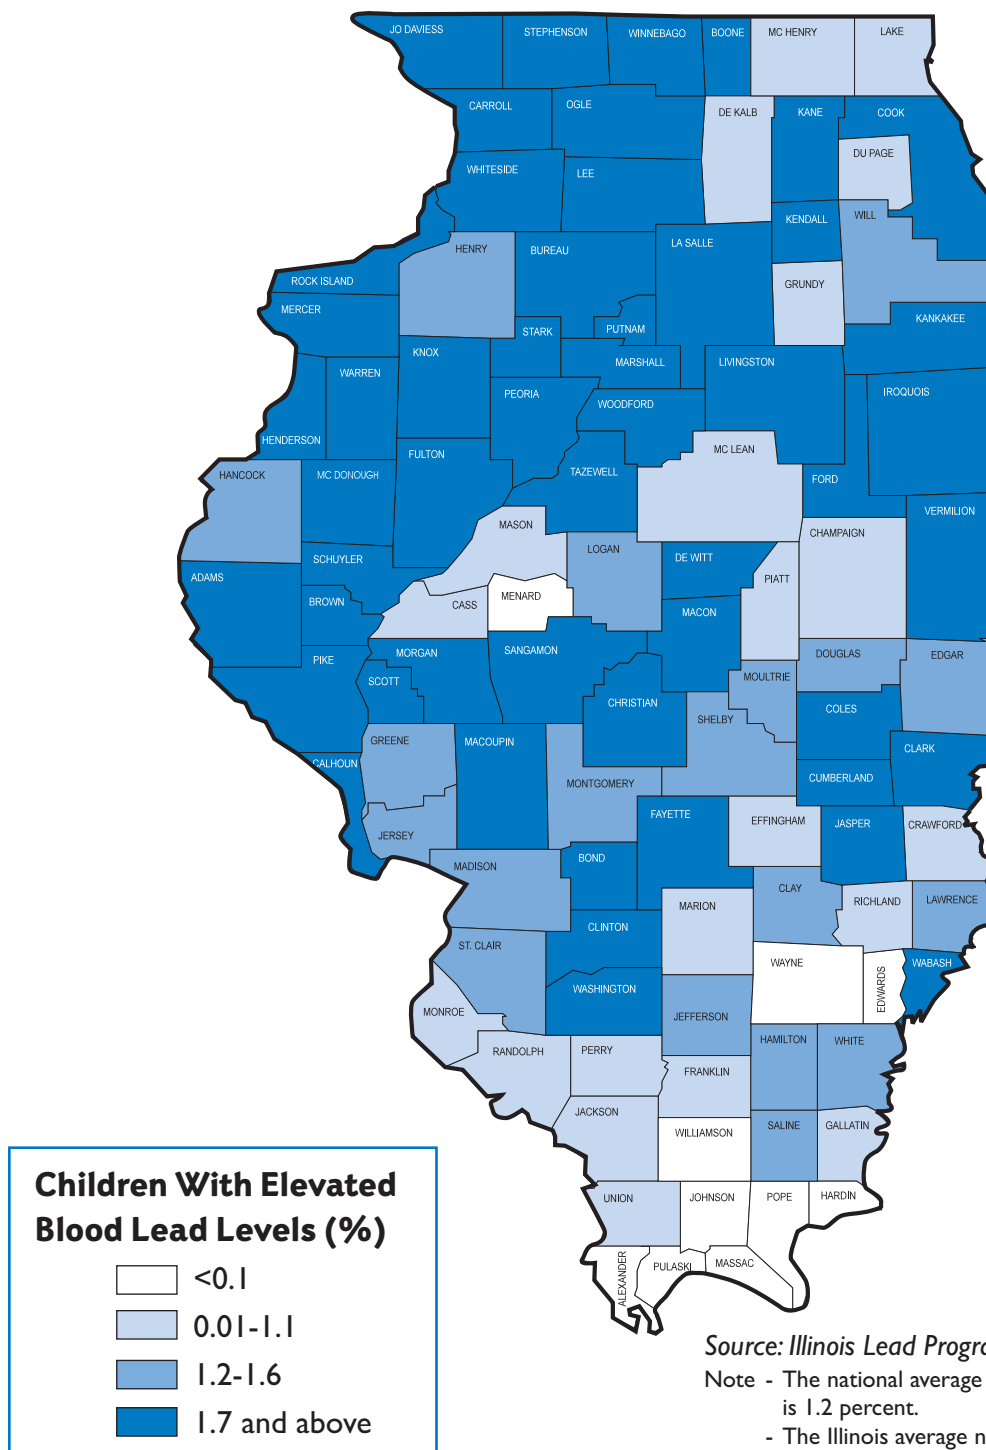 JO DAVIESS
STEPHENSON
WINNEBAGO
BOONE
MC HENRY
LAKE
CARROLL
OGLE
DE KALB
KANE
COOK
DU PAGE
WHITESIDE
LEE
KENDALL
WILL
HENRY
BUREAU
LA SALLE
ROCK ISLAND
GRUNDY
MERCER
STARK
PUTNAM
KANKAKEE
KNOX
WARREN
MARSHALL
LIVINGSTON
PEORIA
WOODFORD
IROQUOIS
HENDERSON
FULTON
MC LEAN
HANCOCK
MC DONOUGH
TAZEWELL
FORD
VERMILION
MASON
CHAMPAIGN
SCHUYLER
LOGAN
DE WITT
ADAMS
PIATT
BROWN
CASS
MENARD
MACON
PIKE
MORGAN
SANGAMON
DOUGLAS
EDGAR
SCOTT
MOULTRIE
CHRISTIAN
SHELBY
COLES
GREENE
MACOUPIN
CLARK
CALHOUN
MONTGOMERY
CUMBERLAND
JERSEY
FAYETTE
EFFINGHAM
JASPER
CRAWFORD
MADISON
BOND
CLAY
RICHLAND
LAWRENCE
MARION
CLINTON
ST. CLAIR
WAYNE
EDWARDS
WABASH
WASHINGTON
MONROE
JEFFERSON
HAMILTON
WHITE
RANDOLPH
PERRY
FRANKLIN
JACKSON
WILLIAMSON
SALINE
GALLATIN
UNION
JOHNSON
POPE
HARDIN
ALEXANDER
PULASKI
MASSAC
Children With Elevated
Blood Lead Levels (%)
<0.1
0.01-1.1
1.2-1.6
1.7 and above
Source: Illinois Lead Progra
Note - The national average
is 1.2 percent.
- The Illinois average n